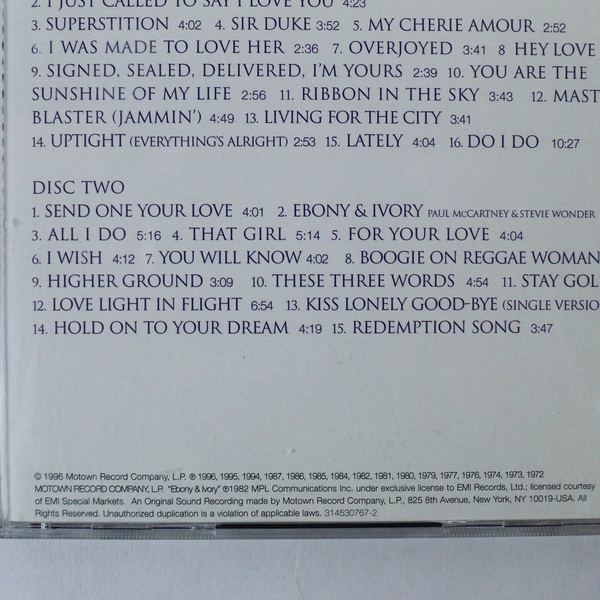 2. I JUST CALLED TO SAY I LOVE YOU 4:23
3. SUPERSTITION 4:02 4. SIR DUKE 3:52 5. MY CHERIE AMOUR 2:52
6. I WAS MADE TO LOVE HER 2:36 7. OVERJOYED 3:41 8 HEY LOVE
9. SIGNED, SEALED, DELIVERED, I'M YOURS 2:39 10. YOU ARE THE
SUNSHINE OF MY LIFE 2:56 11. RIBBON IN THE SKY 3:43 12. MAST
BLASTER (JAMMIN') 4:49 13. LIVING FOR THE CITY 3:41
14. UPTIGHT (EVERYTHING'S ALRIGHT) 2:53 15. LATELY 4:04 16. DO I DO 10:27
DISC TWO
1. SEND ONE YOUR LOVE 4:01 2. EBONY & IVORY PAUL McCARTNEY & STEVIE WONDER
3. ALL I DO 5:16 4. THAT GIRL 5:14 5. FOR YOUR LOVE 4:04
6. I WISH 4:12 7. YOU WILL KNOW 4:02 8. BOOGIE ON REGGAE WOMAN
9. HIGHER GROUND 3:09 10. THESE THREE WORDS 4:54 11. STAY GOL
12. LOVE LIGHT IN FLIGHT 6:54 13. KISS LONELY GOOD-BYE (SINGLE VERSIO
14. HOLD ON TO YOUR DREAM 4:19 15. REDEMPTION SONG 3:47
© 1996 Motown Record Company, L.P. ℗ 1996, 1995, 1994, 1987, 1986, 1985, 1984, 1982, 1981, 1980, 1979, 1977, 1976, 1974, 1973, 1972
MOTOWN RECORD COMPANY, L.P. "Ebony & Ivory" ℗1982 MPL Communications Inc. under exclusive license to EMI Records, Ltd.; licensed courtesy
of EMI Special Markets. An Original Sound Recording made by Motown Record Company, L.P., 825 8th Avenue, New York, NY 10019-USA. All
Rights Reserved. Unauthorized duplication is a violation of applicable laws. 314530767-2